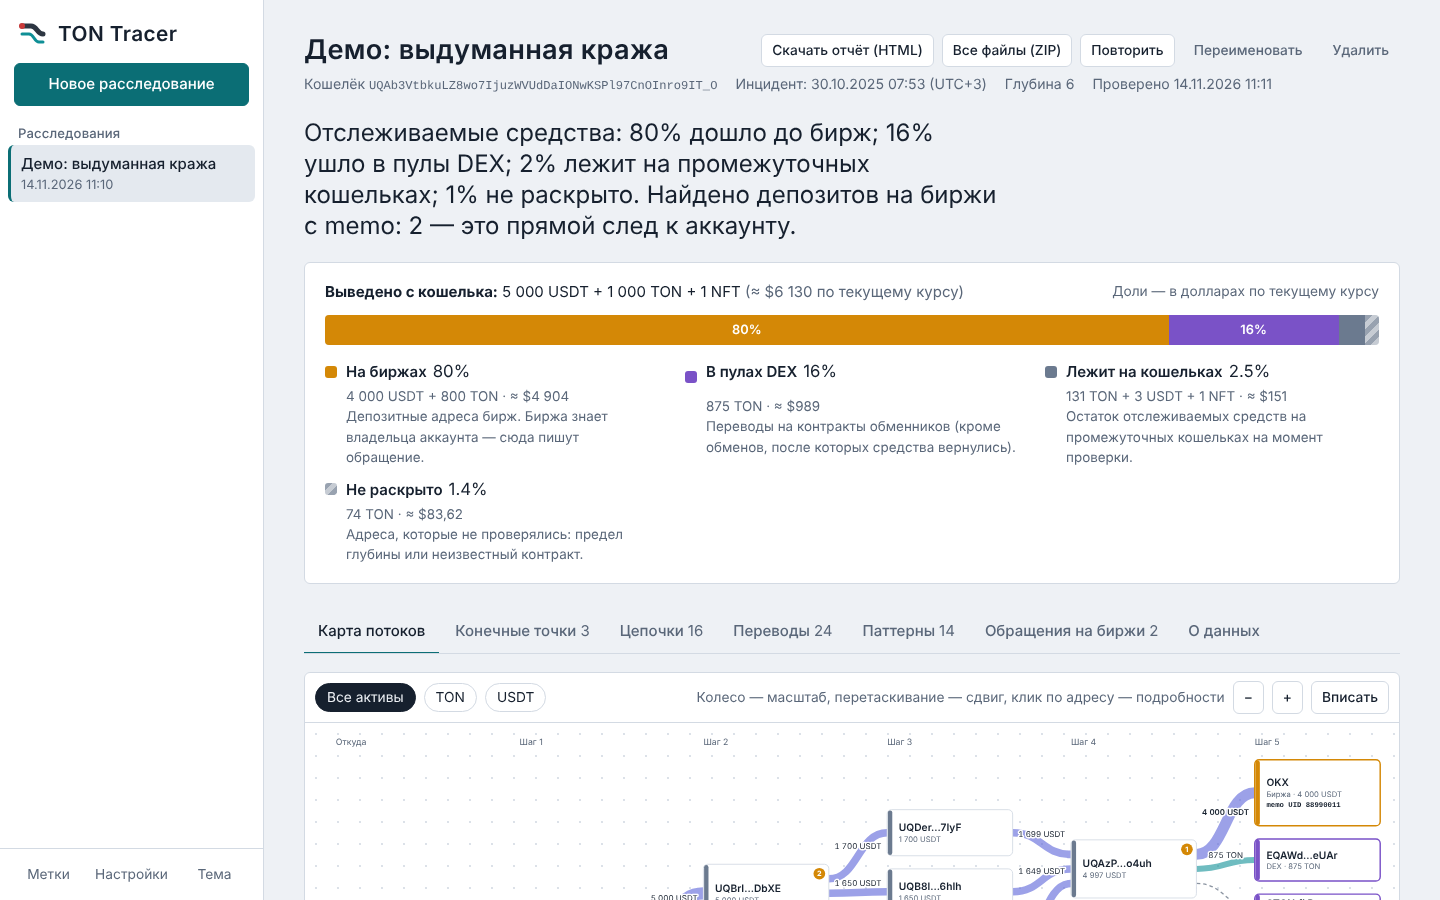 TON Tracer
Новое расследование
Расследования
Демо: выдуманная кража
14.11.2026 11:10
Метки
Настройки
Тема
Демо: выдуманная кража
Скачать отчёт (HTML)
Все файлы (ZIP)
Повторить
Переименовать
Удалить
Кошелёк UQAb3VtbkuLZ8wo7IjuzWVUdDaIONwKSPl97CnOInro9IT_O Инцидент: 30.10.2025 07:53 (UTC+3) Глубина 6 Проверено 14.11.2026 11:11
Отслеживаемые средства: 80% дошло до бирж; 16%
ушло в пулы DEX; 2% лежит на промежуточных
кошельках; 1% не раскрыто. Найдено депозитов на биржи
с memo: 2 — это прямой след к аккаунту.
Выведено с кошелька: 5 000 USDT + 1 000 TON + 1 NFT (≈ $6 130 по текущему курсу)
Доли — в долларах по текущему курсу
80%
16%
На биржах 80%
4 000 USDT + 800 TON · ≈ $4 904
Депозитные адреса бирж. Биржа знает
владельца аккаунта — сюда пишут
обращение.
В пулах DEX 16%
875 TON · ≈ $989
Переводы на контракты обменников (кроме
обменов, после которых средства вернулись).
Лежит на кошельках 2.5%
131 TON + 3 USDT + 1 NFT · ≈ $151
Остаток отслеживаемых средств на
промежуточных кошельках на момент
проверки.
Не раскрыто 1.4%
74 TON · ≈ $83,62
Адреса, которые не проверялись: предел
глубины или неизвестный контракт.
Карта потоков
Конечные точки 3
Цепочки 16
Переводы 24
Паттерны 14
Обращения на биржи 2
О данных
Все активы
TON
USDT
Колесо — масштаб, перетаскивание — сдвиг, клик по адресу — подробности
−
+
Вписать
Откуда
Шаг 1
Шаг 2
Шаг 3
Шаг 4
Шаг 5
OKX
Биржа · 4 000 USDT
memo UID 88990011
4 000 USDT
UQDer...7IyF
1 700 USDT
1 699 USDT
1 700 USDT
UQAzP...o4uh
4 997 USDT
1
875 TON
EQAWd...eUAr
DEX · 875 TON
UQBrI...DbXE
2
1 650 USDT
UQB8I...6hIh
1 650 USDT
1 649 USDT
5 000 USDT